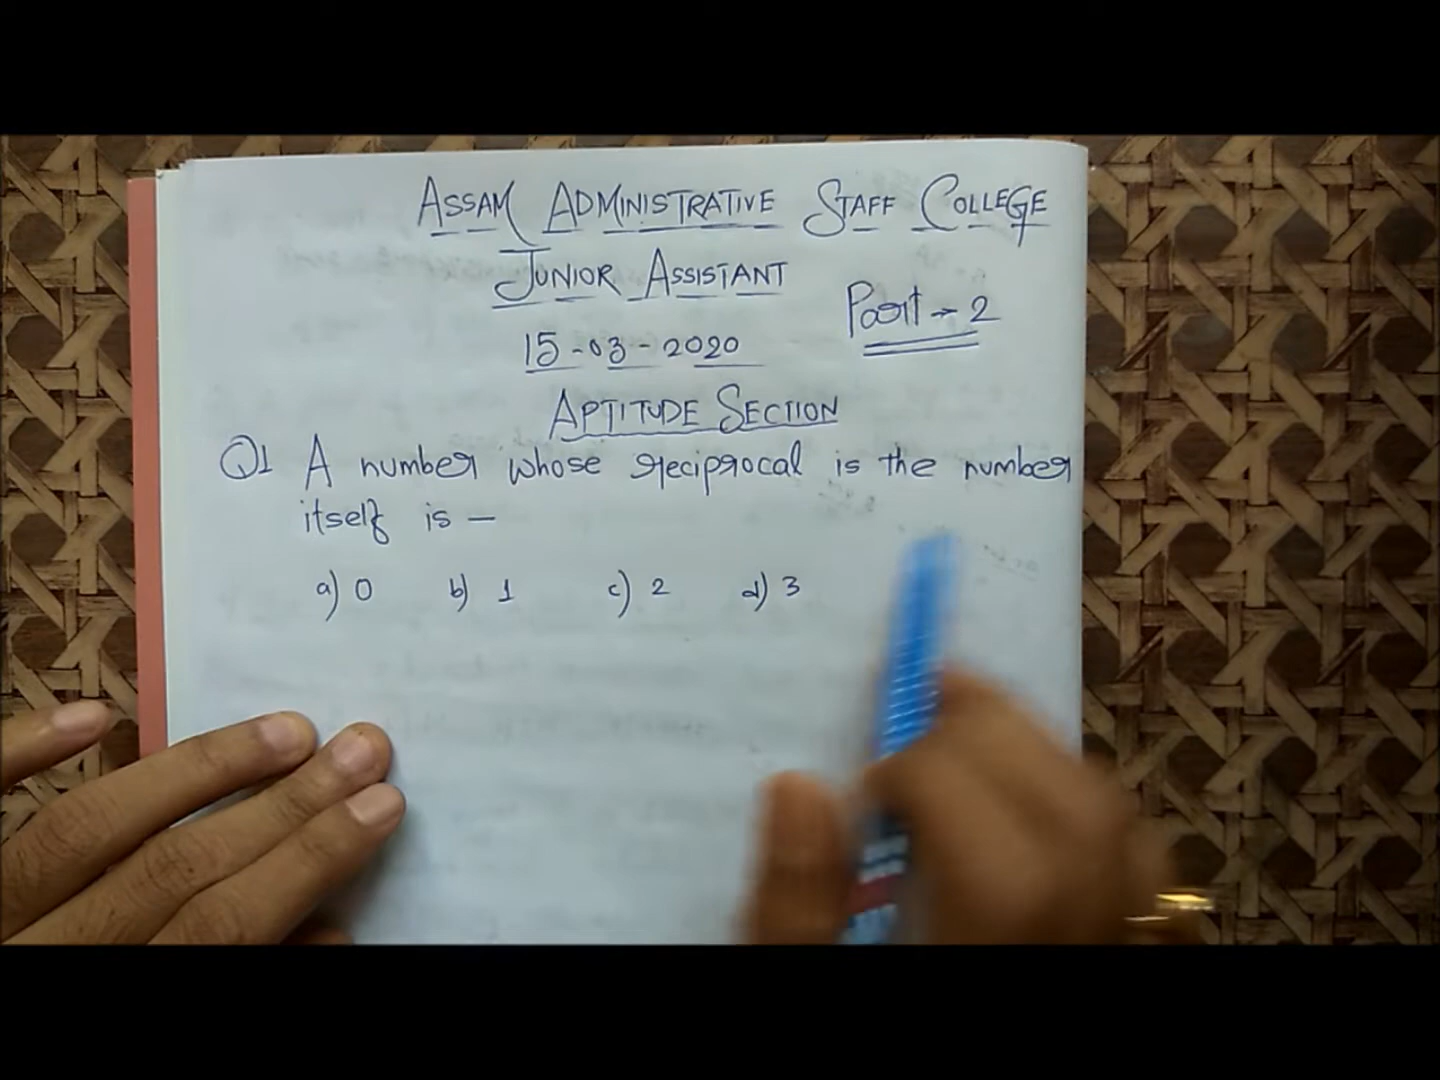 ASSAM ADMINISTRATIVE STAFF COLLEGE
JUNIOR ASSISTANT
Part → 2
15-03-2020
APTITUDE SECTION
Q1 A number whose reciprocal is the number
itself is —
a) 0 b) 1 c) 2 d) 3